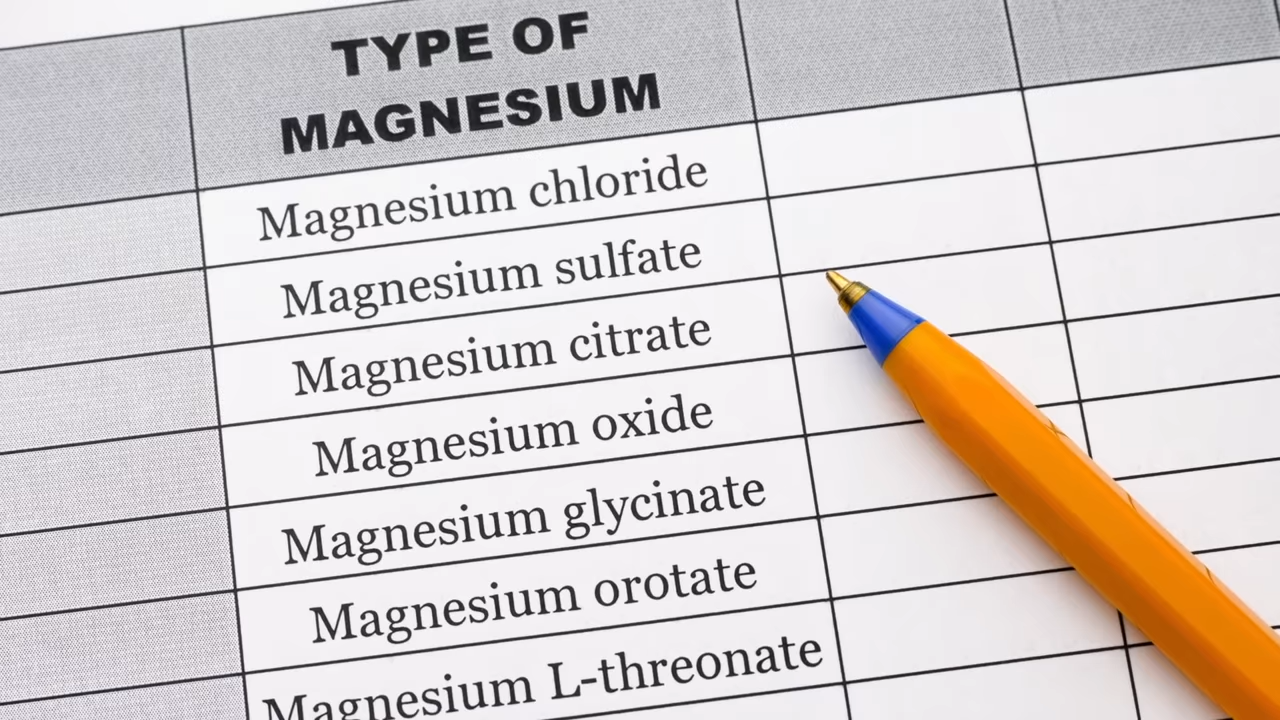 TYPE OF
MAGNESIUM
Magnesium chloride
Magnesium sulfate
Magnesium citrate
Magnesium oxide
Magnesium glycinate
Magnesium orotate
Magnesium L-threonate